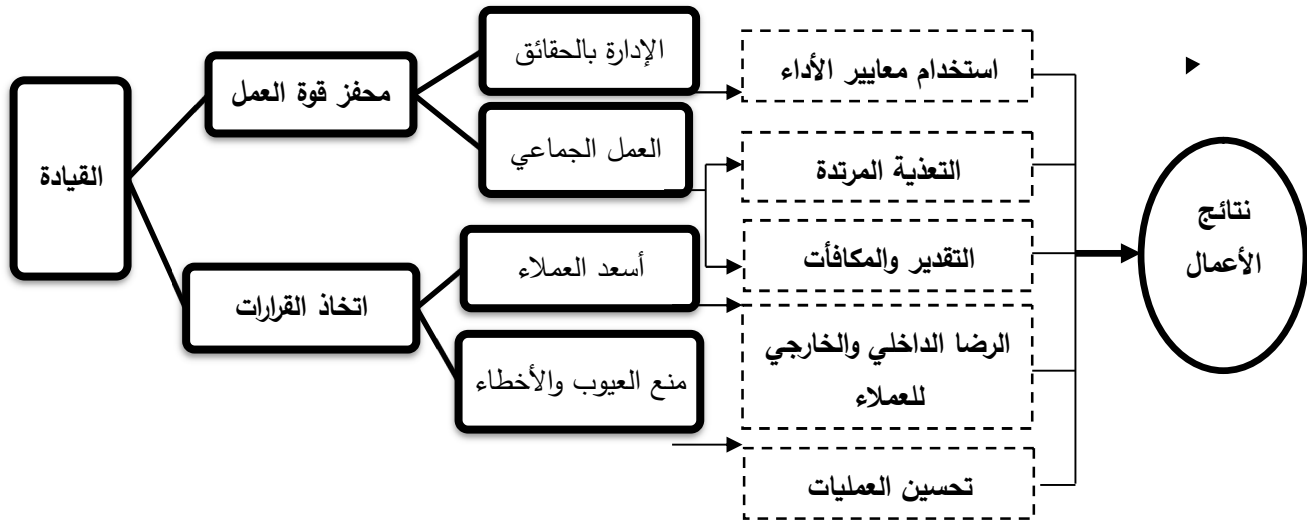 القيادة
محفز قوة العمل
اتخاذ القرارات
الإدارة بالحقائق
العمل الجماعي
أسعد العملاء
منع العيوب والأخطاء
استخدام معايير الأداء
التعذية المرتدة
التقدير والمكافأت
الرضا الداخلي والخارجي
للعملاء
تحسين العمليات
نتائج
الأعمال